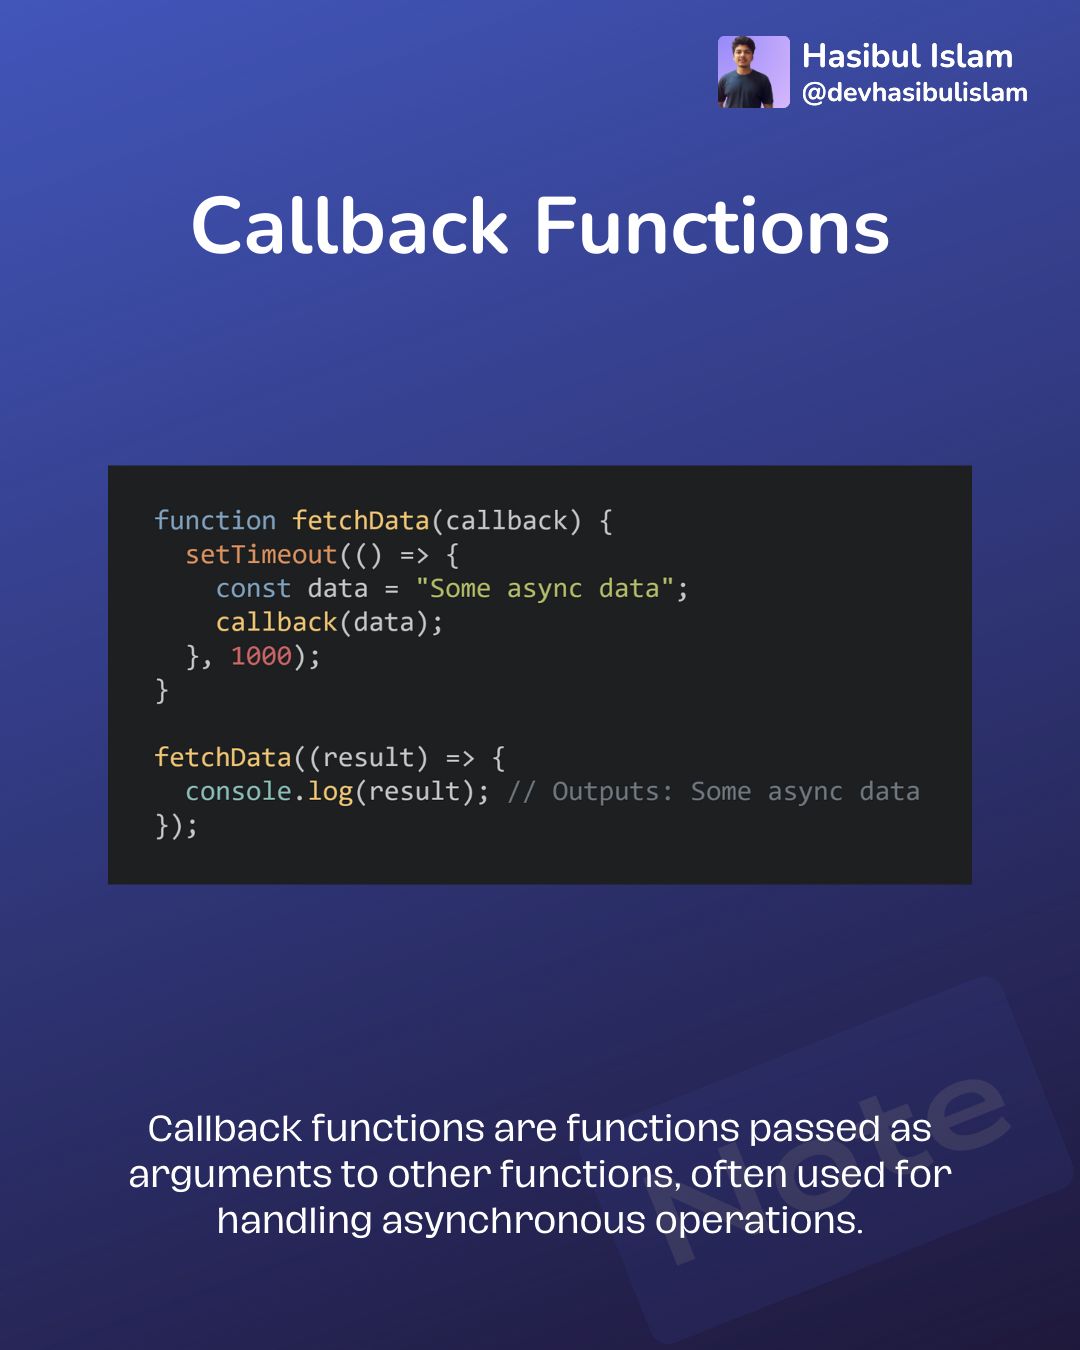 Hasibul Islam
@devhasibulislam
Callback Functions
function fetchData(callback) {
  setTimeout(() => {
    const data = "Some async data";
    callback(data);
  }, 1000);
}

fetchData((result) => {
  console.log(result); // Outputs: Some async data
});
Callback functions are functions passed as
arguments to other functions, often used for
handling asynchronous operations.
Note